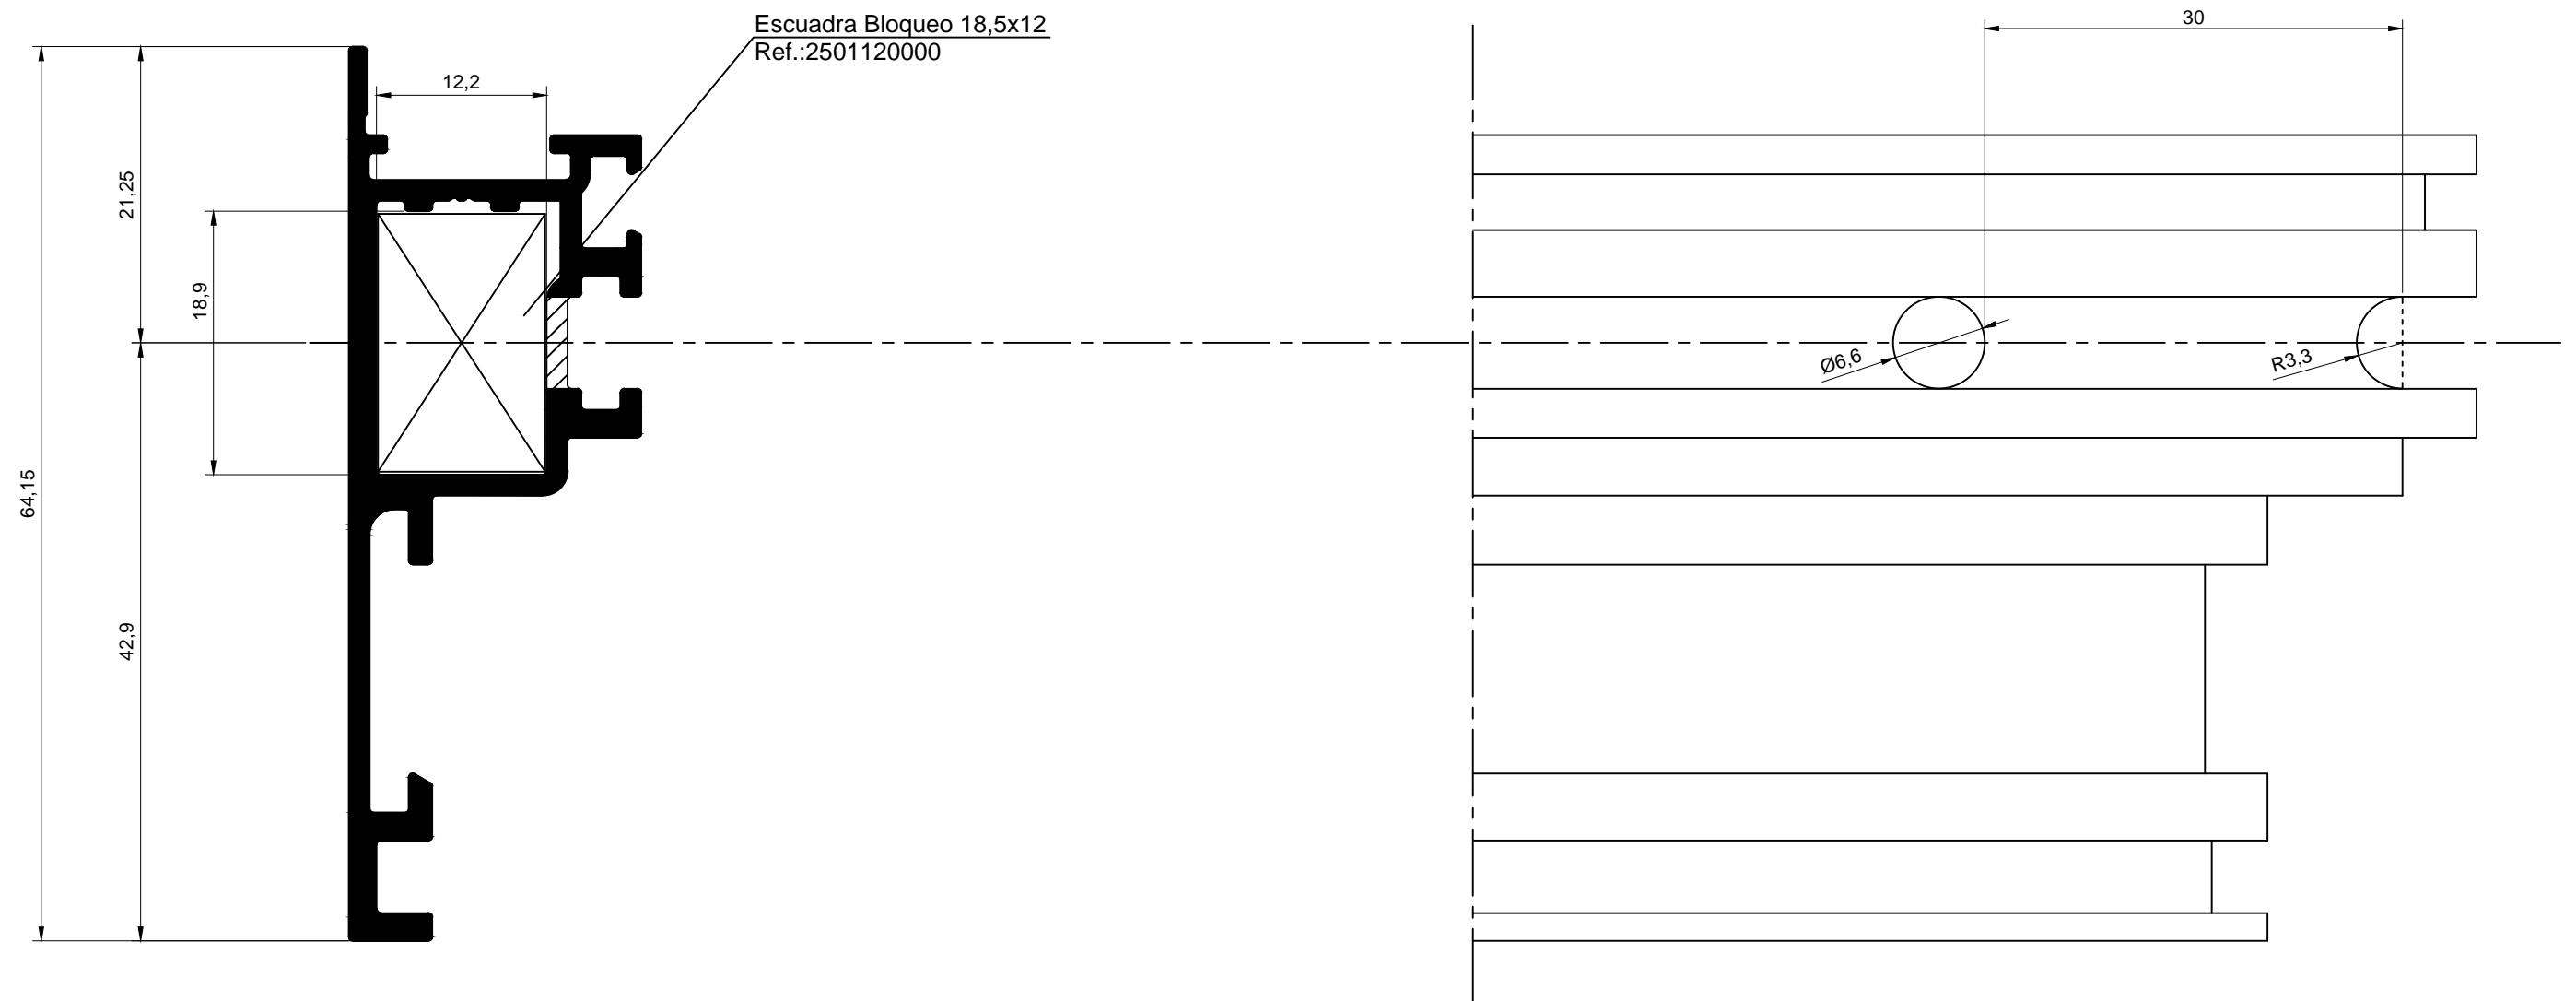 Escuadra Bloqueo 18,5x12
Ref.:2501120000
30
12,2
21,25
18,9
Ø6,6
R3,3
64,15
42,9